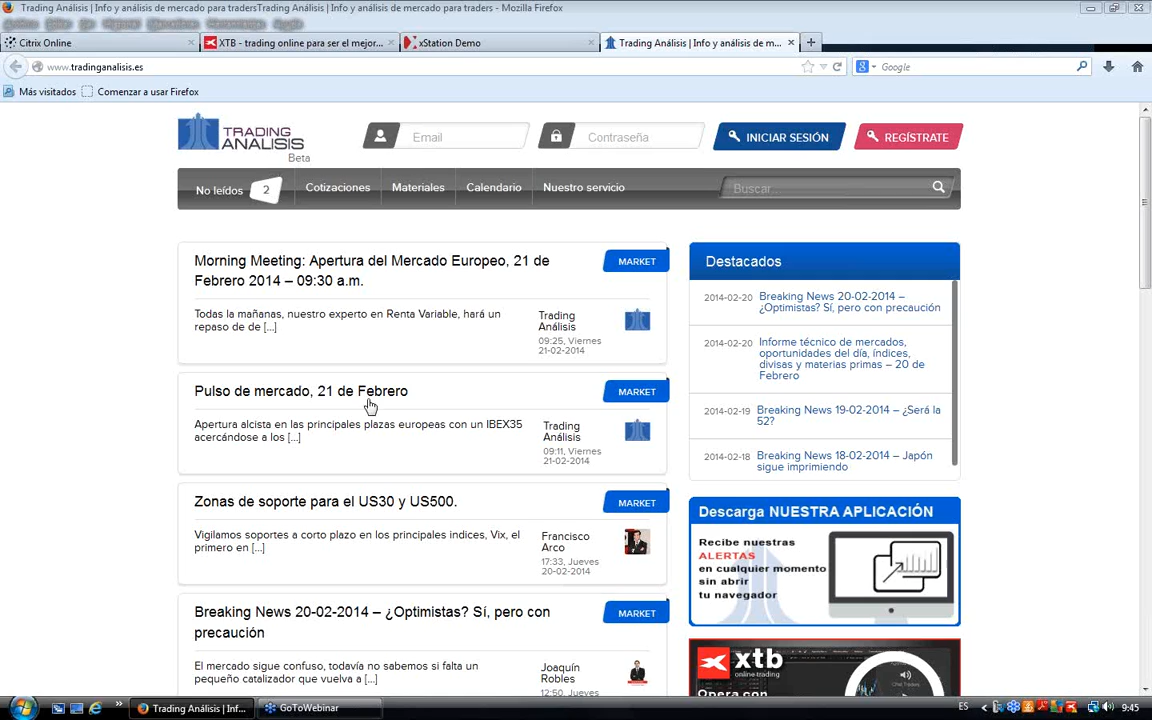 Trading Análisis | Info y análisis de mercado para tradersTrading Análisis | Info y análisis de mercado para traders - Mozilla Firefox
Citrix Online
XTB - trading online para ser el mejor...
xStation Demo
Trading Análisis | Info y análisis de m...
www.tradinganalisis.es
Google
Más visitados
Comenzar a usar Firefox
TRADING
ANALISIS
Beta
Email
Contraseña
INICIAR SESIÓN
REGÍSTRATE
No leídos 2
Cotizaciones
Materiales
Calendario
Nuestro servicio
Buscar...
Morning Meeting: Apertura del Mercado Europeo, 21 de
Febrero 2014 – 09:30 a.m.
MARKET
Todas la mañanas, nuestro experto en Renta Variable, hará un
repaso de de [...]
Trading
Análisis
09:25, Viernes
21-02-2014
Pulso de mercado, 21 de Febrero
MARKET
Apertura alcista en las principales plazas europeas con un IBEX35
acercándose a los [...]
Trading
Análisis
09:11, Viernes
21-02-2014
Zonas de soporte para el US30 y US500.
MARKET
Vigilamos soportes a corto plazo en los principales indices, Vix, el
primero en [...]
Francisco
Arco
17:33, Jueves
20-02-2014
Breaking News 20-02-2014 – ¿Optimistas? Sí, pero con
precaución
MARKET
El mercado sigue confuso, todavía no sabemos si falta un
pequeño catalizador que vuelva a [...]
Joaquín
Robles
12:50, Jueves
Destacados
2014-02-20 Breaking News 20-02-2014 –
¿Optimistas? Sí, pero con precaución
2014-02-20 Informe técnico de mercados,
oportunidades del día, índices,
divisas y materias primas – 20 de
Febrero
2014-02-19 Breaking News 19-02-2014 – ¿Será la
52?
2014-02-18 Breaking News 18-02-2014 – Japón
sigue imprimiendo
Descarga NUESTRA APLICACIÓN
Recibe nuestras
ALERTAS
en cualquier momento
sin abrir
tu navegador
xtb
online trading
Opera con
Trading Análisis | Inf...
GoToWebinar
ES
9:45